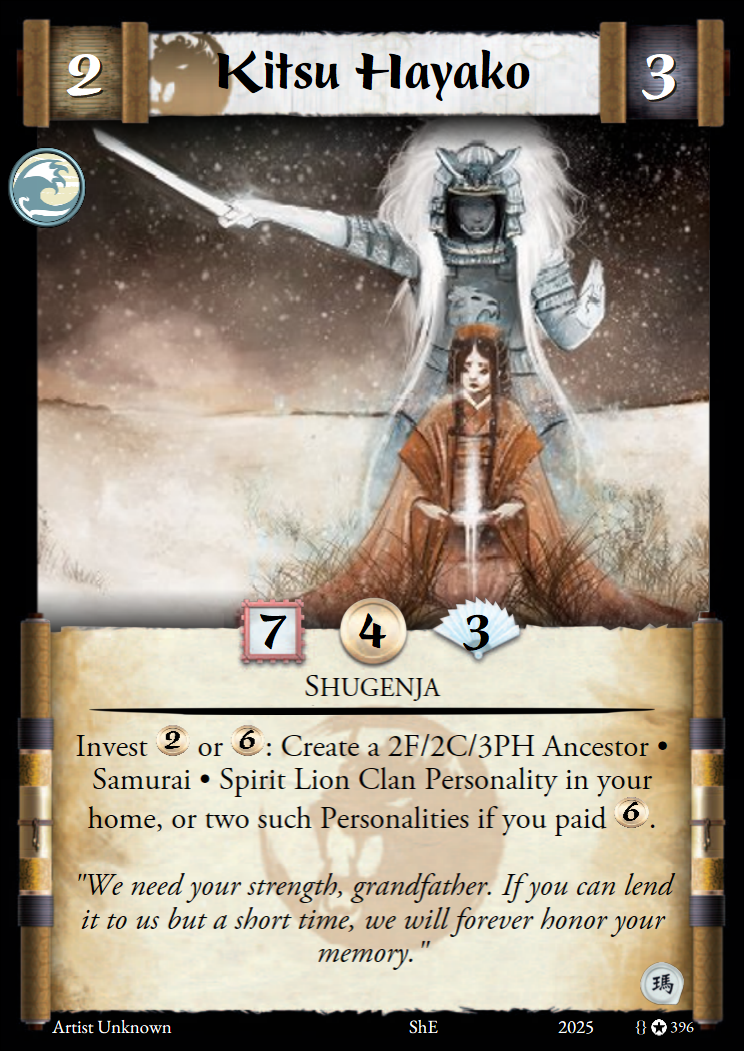 2 Kitsu Hayako 3
7 4 3
Shugenja
Invest 2 or 6: Create a 2F/2C/3PH Ancestor •
Samurai • Spirit Lion Clan Personality in your
home, or two such Personalities if you paid 6.
"We need your strength, grandfather. If you can lend
it to us but a short time, we will forever honor your
memory."
瑪
Artist Unknown ShE 2025 {} 396